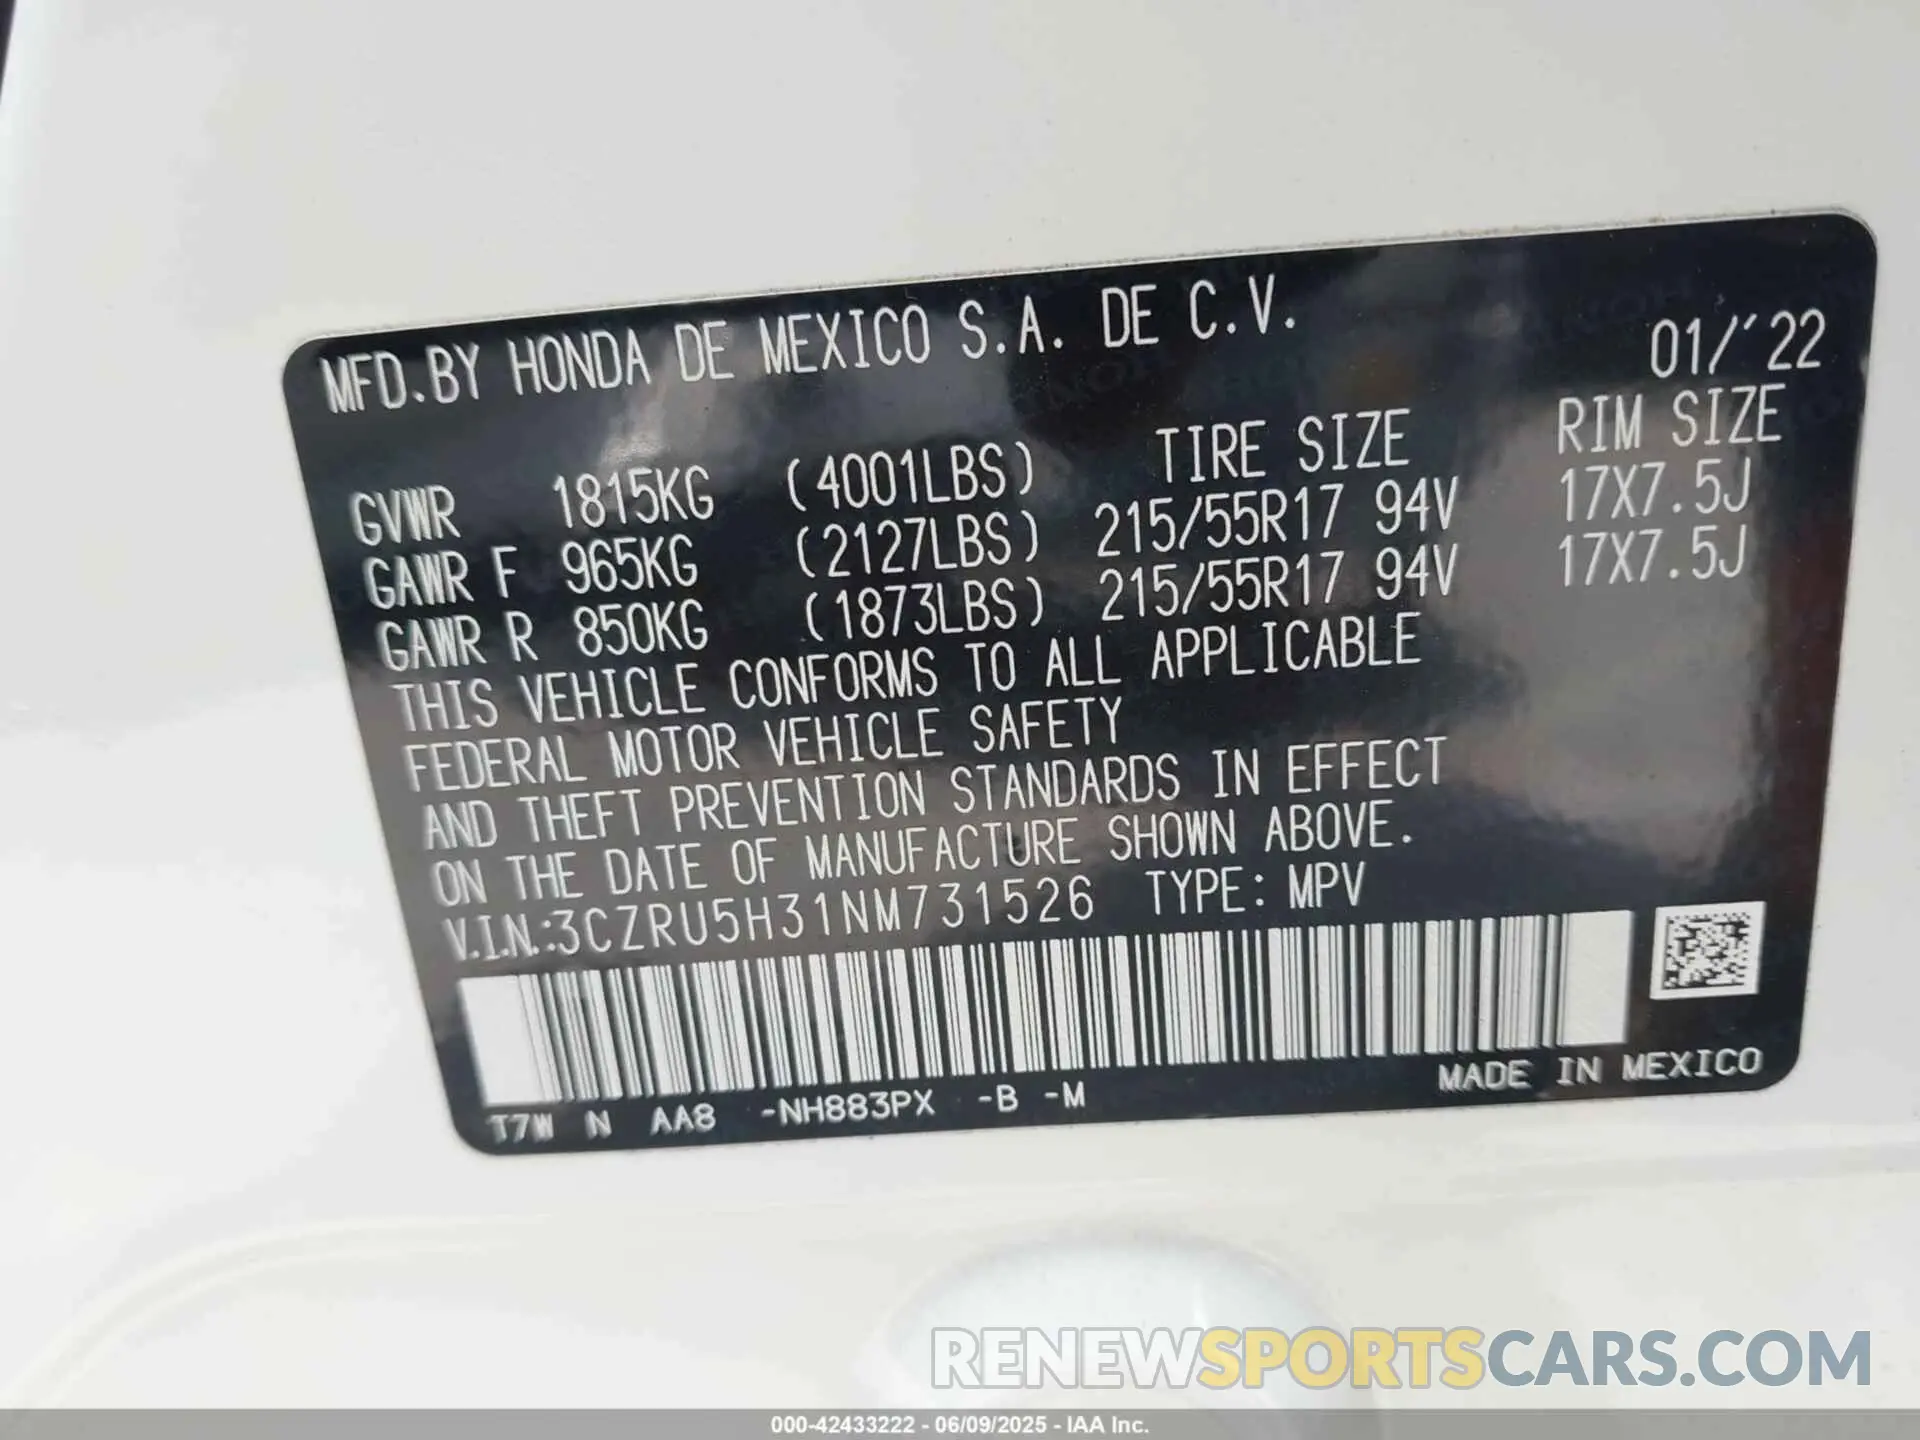 MFD.BY HONDA DE MEXICO S.A. DE C.V. 01/'22
TIRE SIZE RIM SIZE
GVWR 1815KG (4001LBS)
GAWR F 965KG (2127LBS) 215/55R17 94V 17X7.5J
GAWR R 850KG (1873LBS) 215/55R17 94V 17X7.5J
THIS VEHICLE CONFORMS TO ALL APPLICABLE
FEDERAL MOTOR VEHICLE SAFETY
AND THEFT PREVENTION STANDARDS IN EFFECT
ON THE DATE OF MANUFACTURE SHOWN ABOVE.
V.I.N.:3CZRU5H31NM731526 TYPE: MPV
MADE IN MEXICO
T7W N AA8 -NH883PX -B -M
RENEWSPORTSCARS.COM
000-42433222 - 06/09/2025 - IAA Inc.